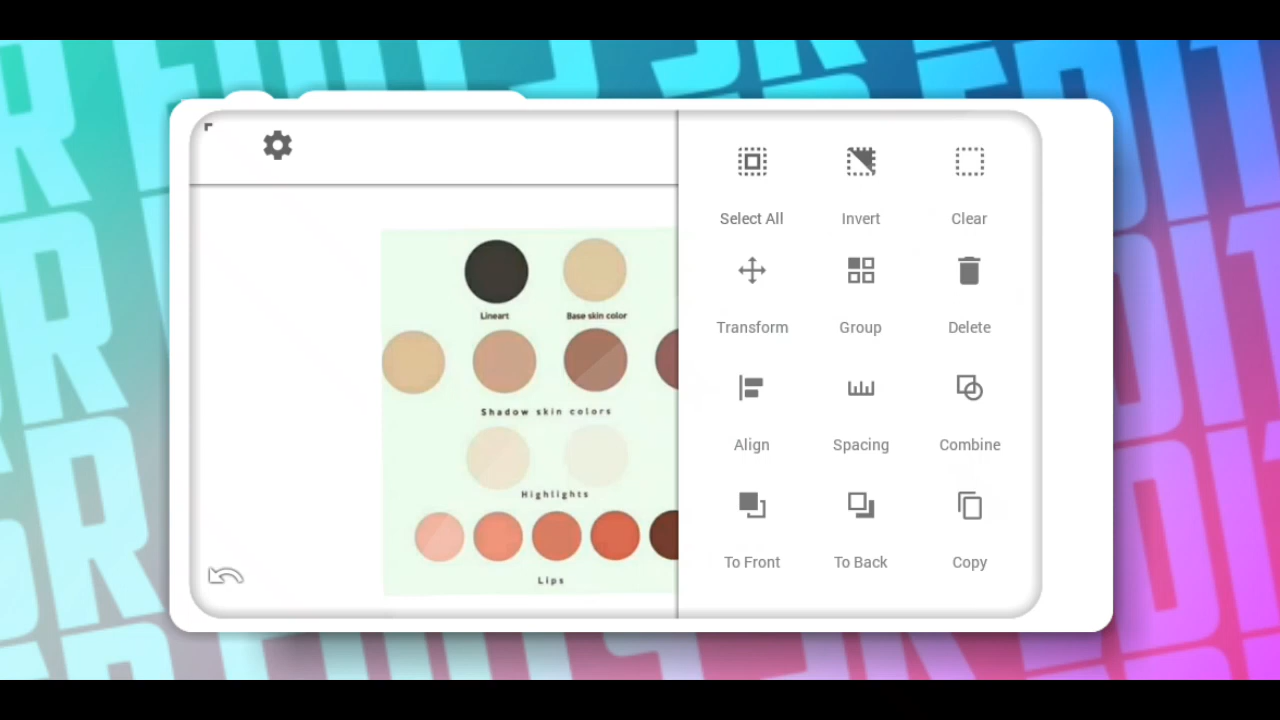 Select All
Invert
Clear
Lineart
Base skin color
Transform
Group
Delete
Shadow skin colors
Align
Spacing
Combine
Highlights
To Front
To Back
Copy
Lips